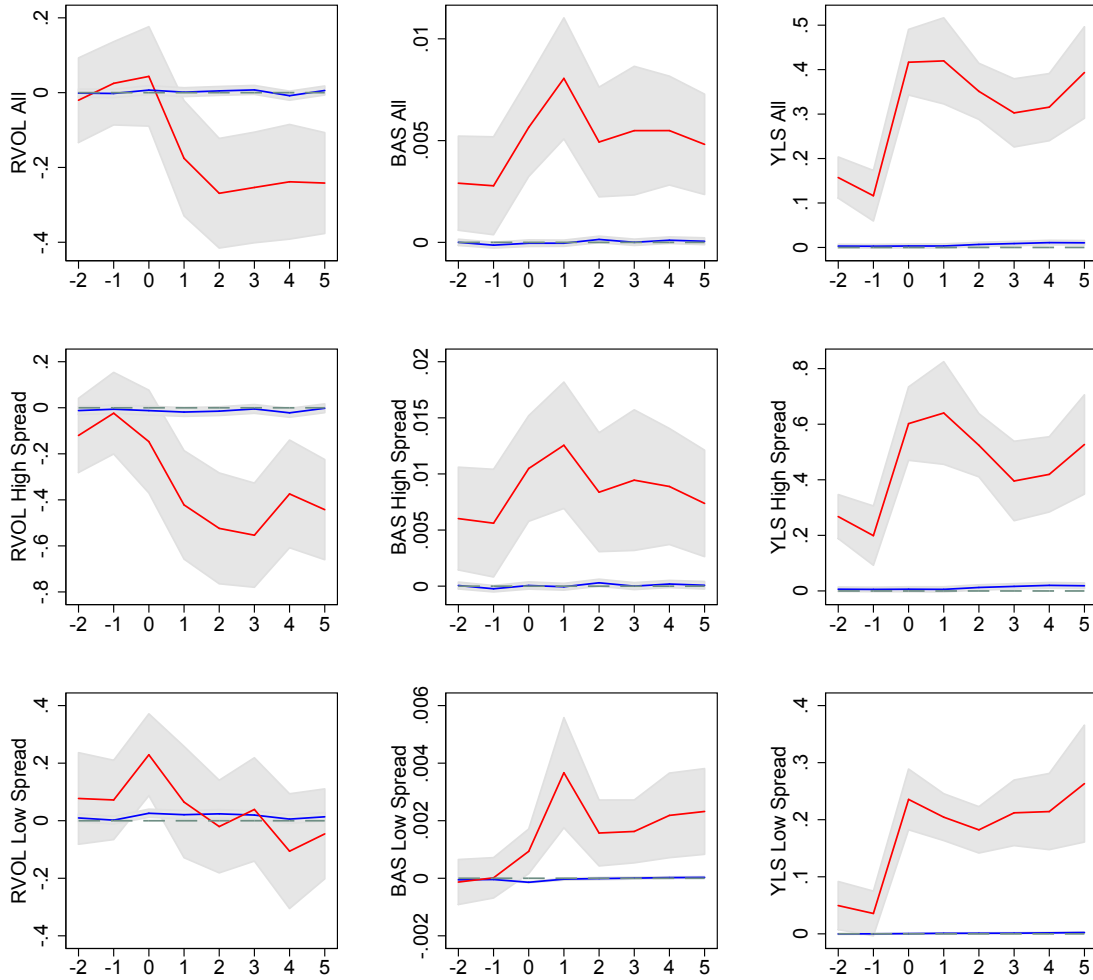 RVOL All
.2
0
-.2
-.4
-2 -1 0 1 2 3 4 5
BAS All
.01
.005
0
-2 -1 0 1 2 3 4 5
YLS All
.5
.4
.3
.2
.1
0
-2 -1 0 1 2 3 4 5
RVOL High Spread
.2
0
-.2
-.4
-.6
-.8
-2 -1 0 1 2 3 4 5
BAS High Spread
.02
.015
.01
.005
0
-2 -1 0 1 2 3 4 5
YLS High Spread
.8
.6
.4
.2
0
-2 -1 0 1 2 3 4 5
RVOL Low Spread
.4
.2
0
-.2
-.4
-2 -1 0 1 2 3 4 5
BAS Low Spread
.006
.004
.002
0
-.002
-2 -1 0 1 2 3 4 5
YLS Low Spread
.4
.3
.2
.1
0
-2 -1 0 1 2 3 4 5